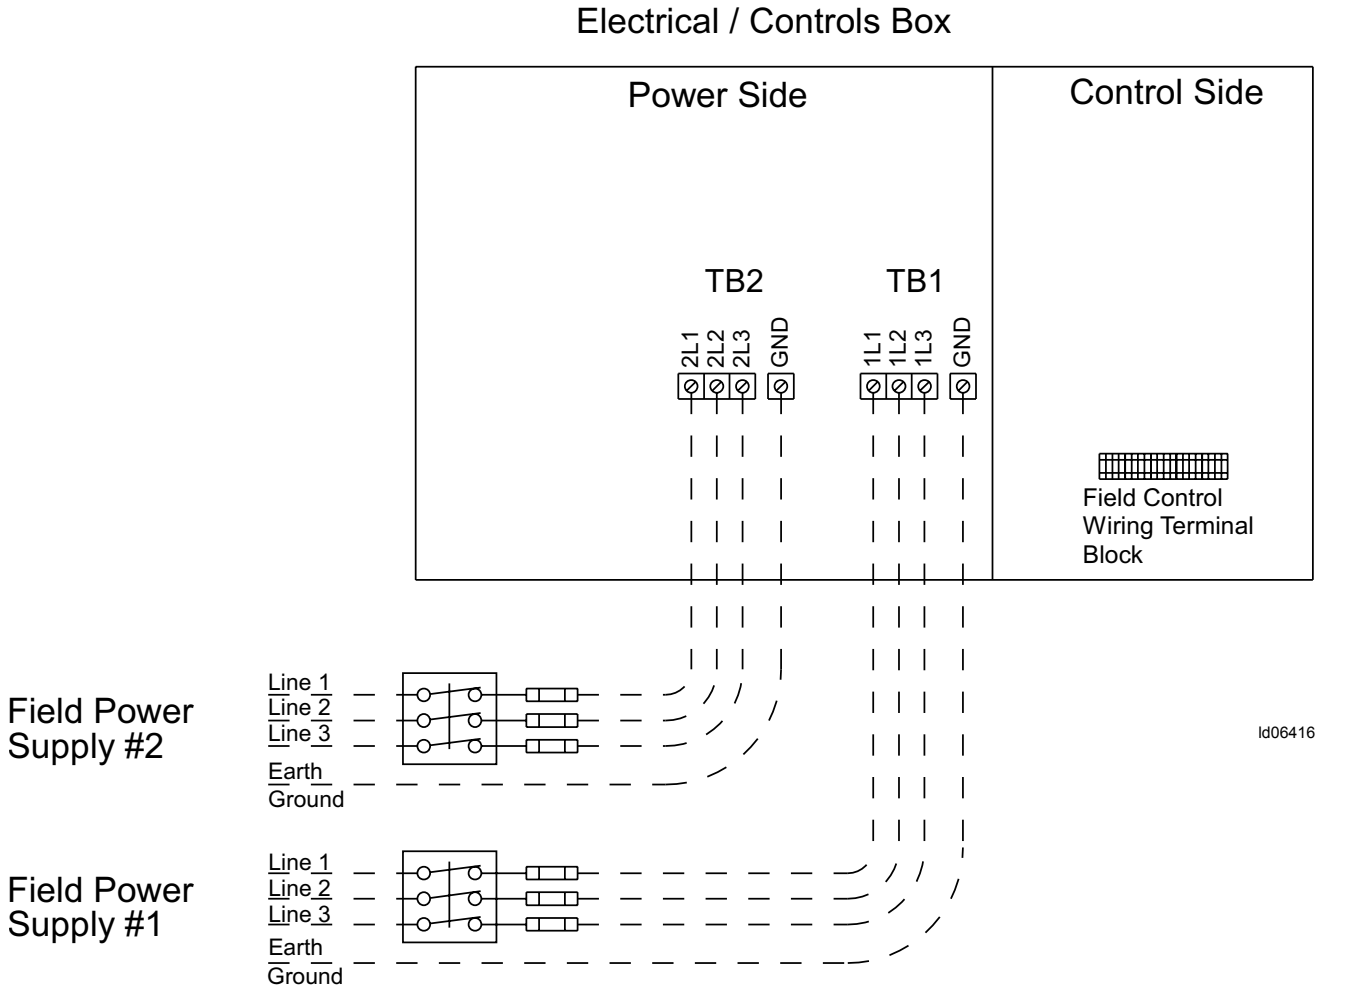 Electrical / Controls Box
Power Side
Control Side
TB2
TB1
2L1
2L2
2L3
GND
1L1
1L2
1L3
GND
Field Control
Wiring Terminal
Block
Field Power
Supply #2
Line 1
Line 2
Line 3
Earth
Ground
ld06416
Field Power
Supply #1
Line 1
Line 2
Line 3
Earth
Ground